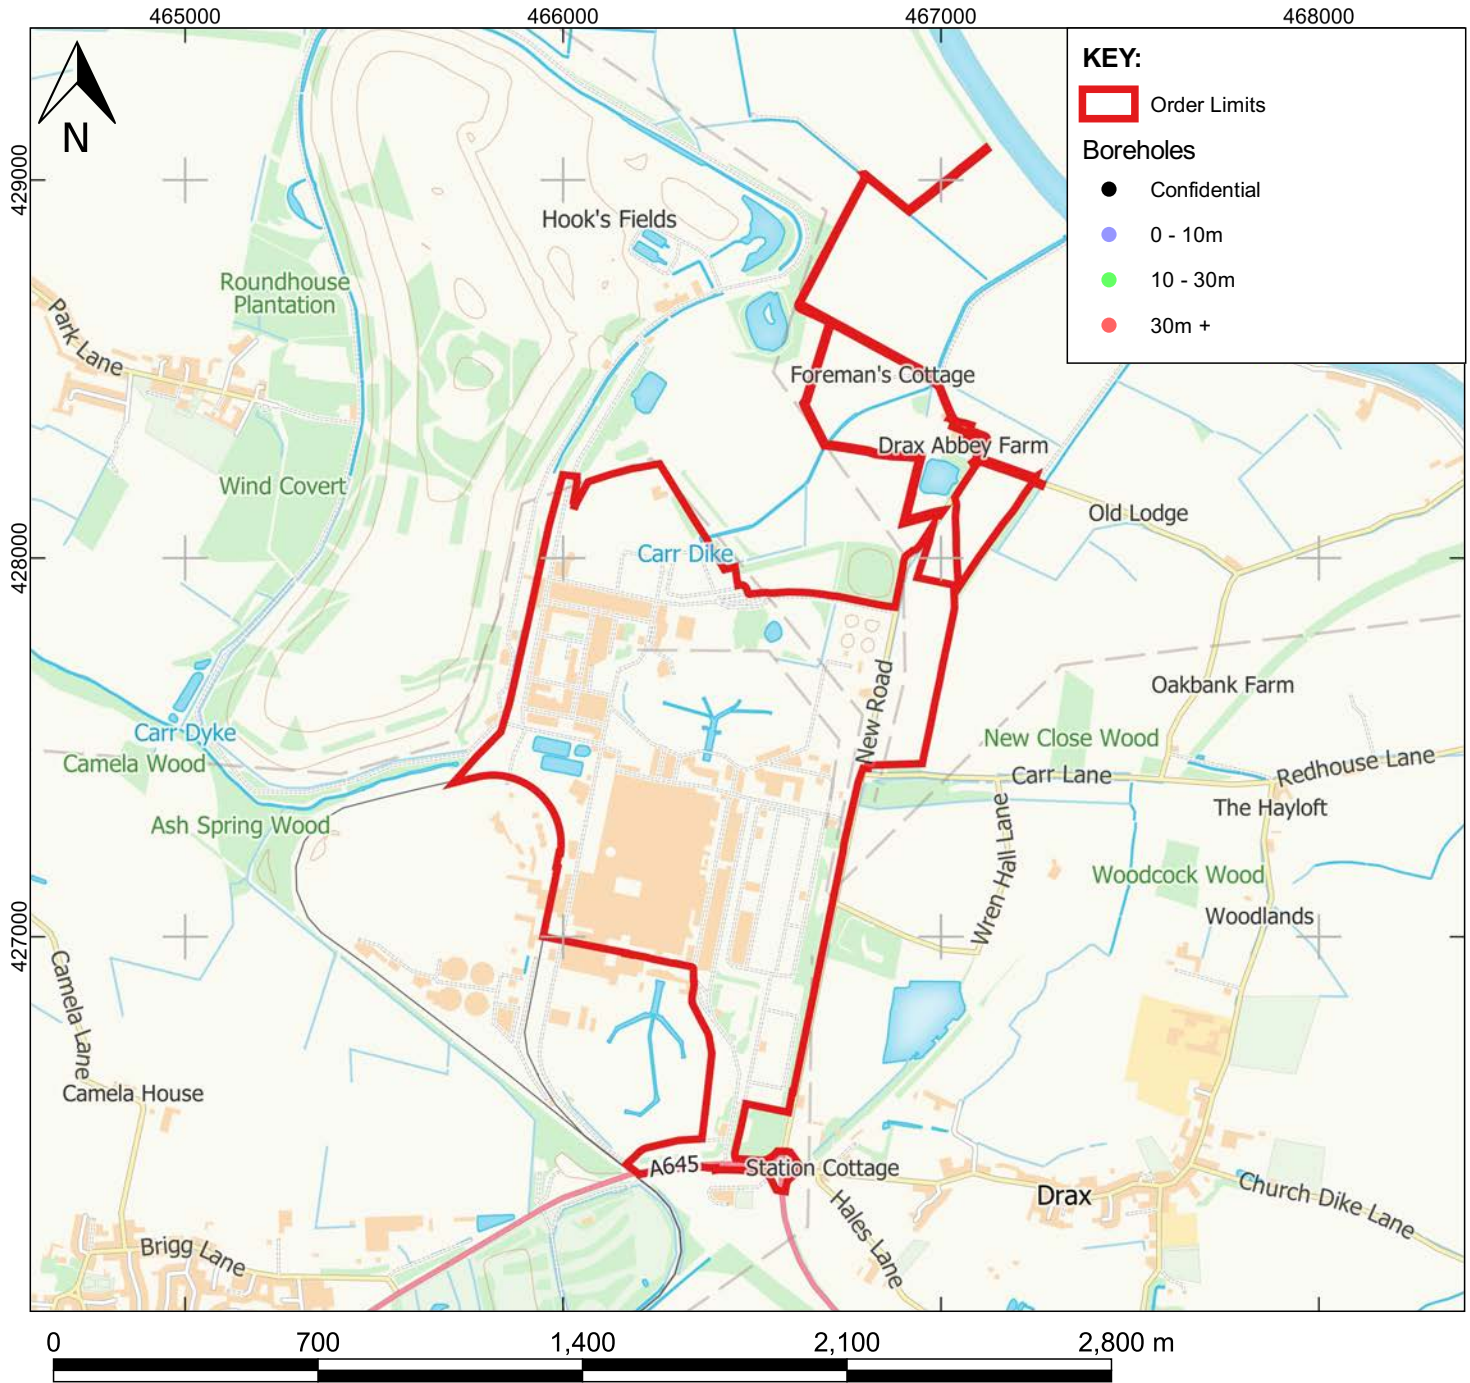 465000
466000
467000
468000
KEY:
Order Limits
Boreholes
Confidential
0 - 10m
10 - 30m
30m +
N
429000
428000
427000
Hook's Fields
Roundhouse
Plantation
Park Lane
Foreman's Cottage
Drax Abbey Farm
Wind Covert
Old Lodge
Carr Dike
New Road
Oakbank Farm
Carr Dyke
New Close Wood
Camela Wood
Carr Lane
Redhouse Lane
The Hayloft
Ash Spring Wood
Wren Hall Lane
Woodcock Wood
Woodlands
Camela Lane
Camela House
A645
Station Cottage
Drax
Church Dike Lane
Hales Lane
Brigg Lane
0
700
1,400
2,100
2,800 m